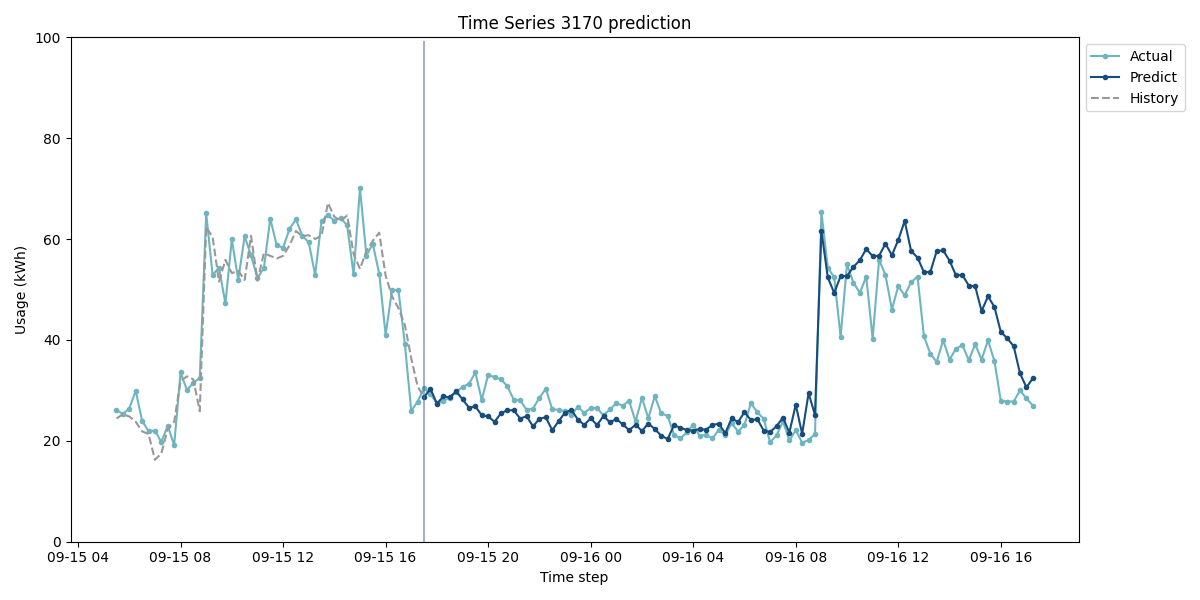 Time Series 3170 prediction
Usage (kWh)
100
80
60
40
20
0
09-15 04
09-15 08
09-15 12
09-15 16
09-15 20
09-16 00
09-16 04
09-16 08
09-16 12
09-16 16
Time step
Actual
Predict
History